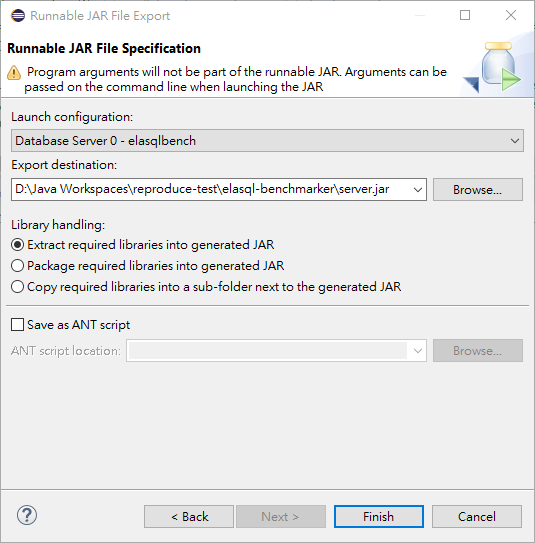 Runnable JAR File Export
Runnable JAR File Specification
Program arguments will not be part of the runnable JAR. Arguments can be
passed on the command line when launching the JAR
Launch configuration:
Database Server 0 - elasqlbench
Export destination:
D:\Java Workspaces\reproduce-test\elasql-benchmarker\server.jar
Browse...
Library handling:
Extract required libraries into generated JAR
Package required libraries into generated JAR
Copy required libraries into a sub-folder next to the generated JAR
Save as ANT script
ANT script location:
Browse...
?
< Back
Next >
Finish
Cancel